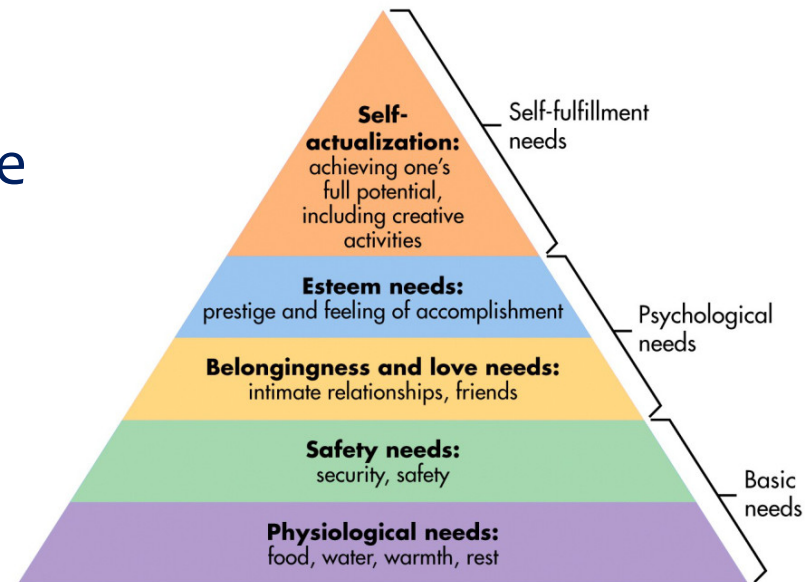 Self-
actualization:
achieving one's
full potential,
including creative
activities
Self-fulfillment
needs
Esteem needs:
prestige and feeling of accomplishment
Psychological
needs
Belongingness and love needs:
intimate relationships, friends
Safety needs:
security, safety
Basic
needs
Physiological needs:
food, water, warmth, rest